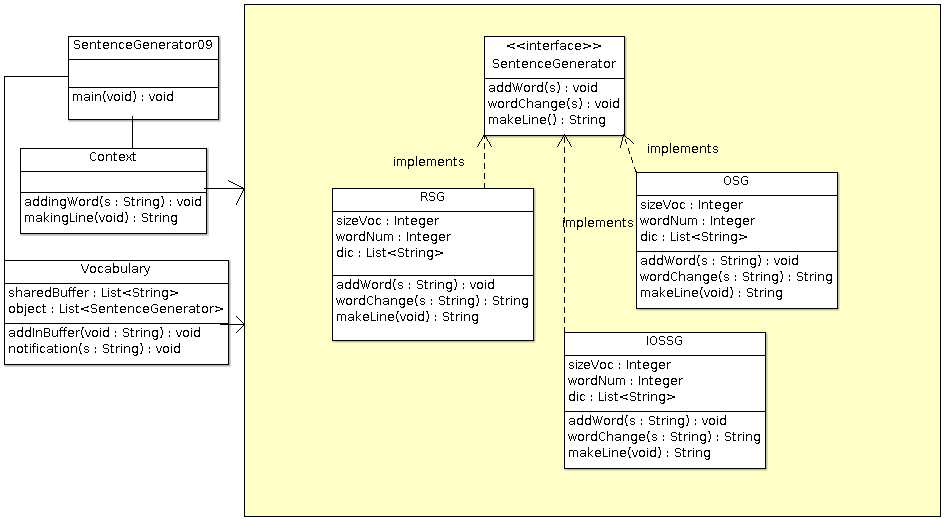 SentenceGenerator09
main(void) : void
Context
addingWord(s : String) : void
makingLine(void) : String
Vocabulary
sharedBuffer : List<String>
object : List<SentenceGenerator>
addInBuffer(void : String) : void
notification(s : String) : void
<<interface>>
SentenceGenerator
addWord(s) : void
wordChange(s) : void
makeLine() : String
implements
implements
implements
RSG
sizeVoc : Integer
wordNum : Integer
dic : List<String>
addWord(s : String) : void
wordChange(s : String) : String
makeLine(void) : String
OSG
sizeVoc : Integer
wordNum : Integer
dic : List<String>
addWord(s : String) : void
wordChange(s : String) : String
makeLine(void) : String
IOSSG
sizeVoc : Integer
wordNum : Integer
dic : List<String>
addWord(s : String) : void
wordChange(s : String) : String
makeLine(void) : String